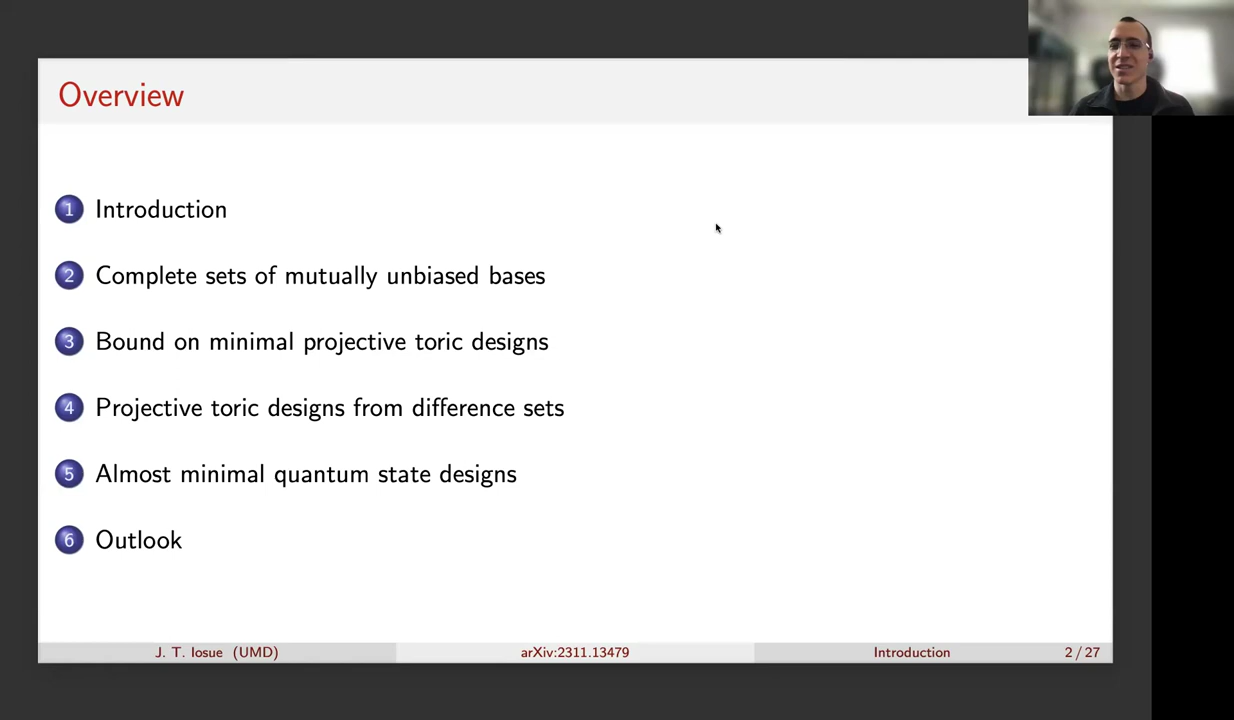 Overview
1 Introduction
2 Complete sets of mutually unbiased bases
3 Bound on minimal projective toric designs
4 Projective toric designs from difference sets
5 Almost minimal quantum state designs
6 Outlook
J. T. Iosue (UMD) arXiv:2311.13479 Introduction 2 / 27